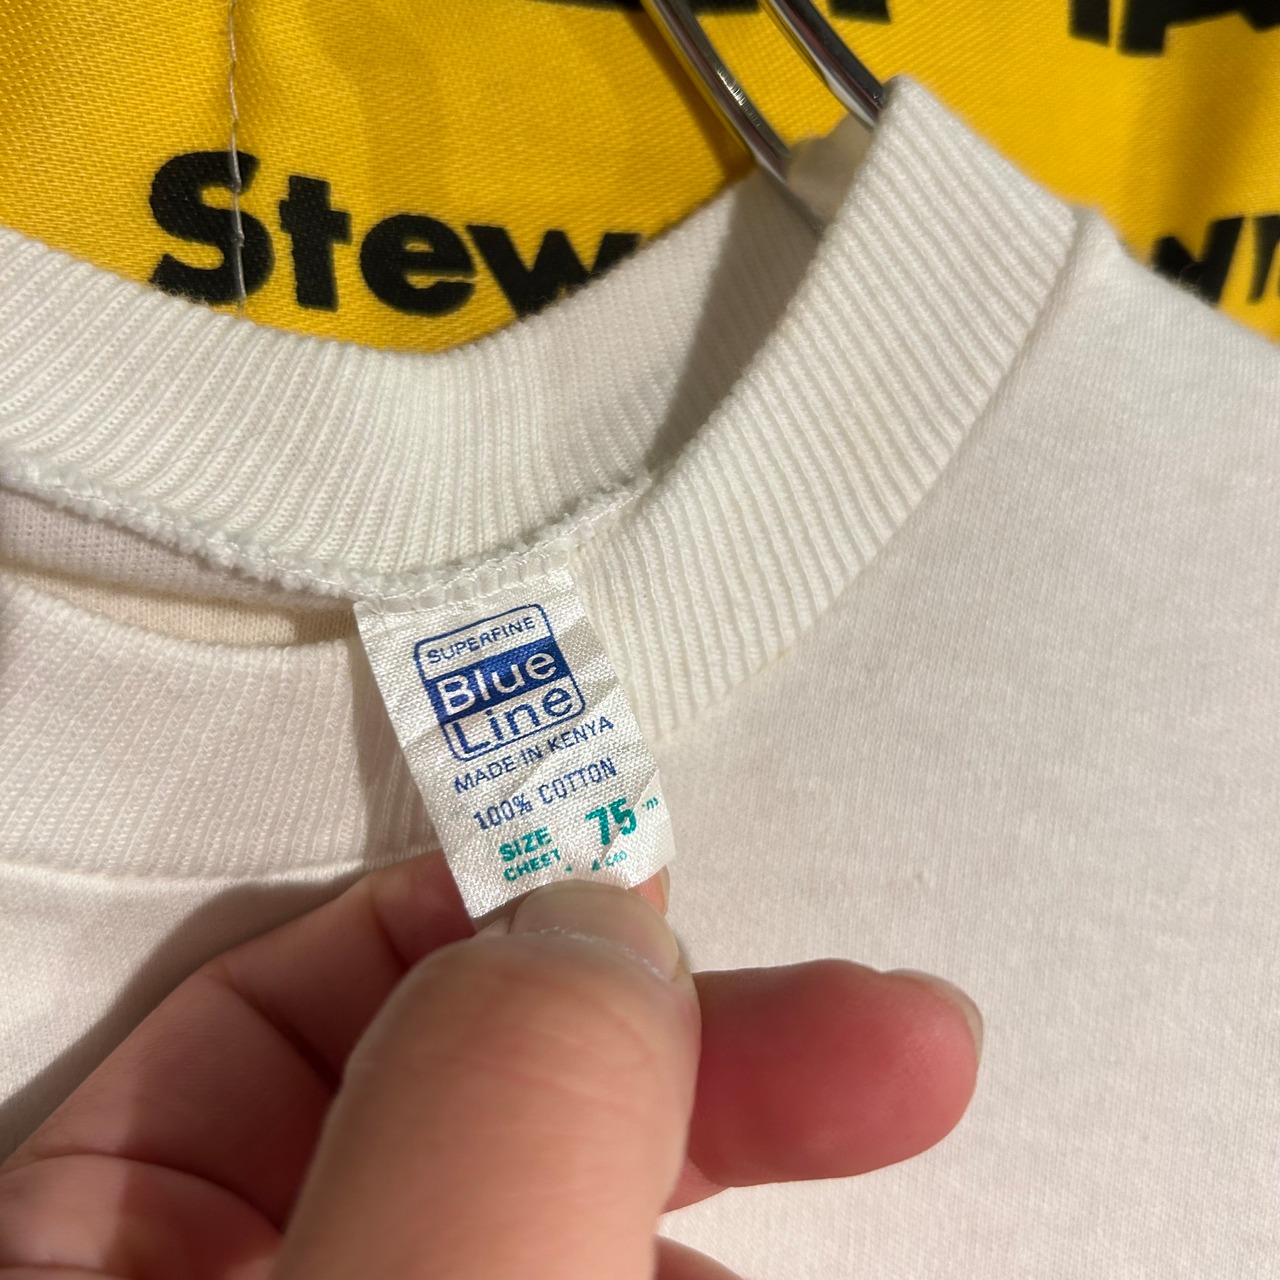 Stew
SUPERFINE
Blue
Line
MADE IN KENYA
100% COTTON
SIZE 75
CHEST